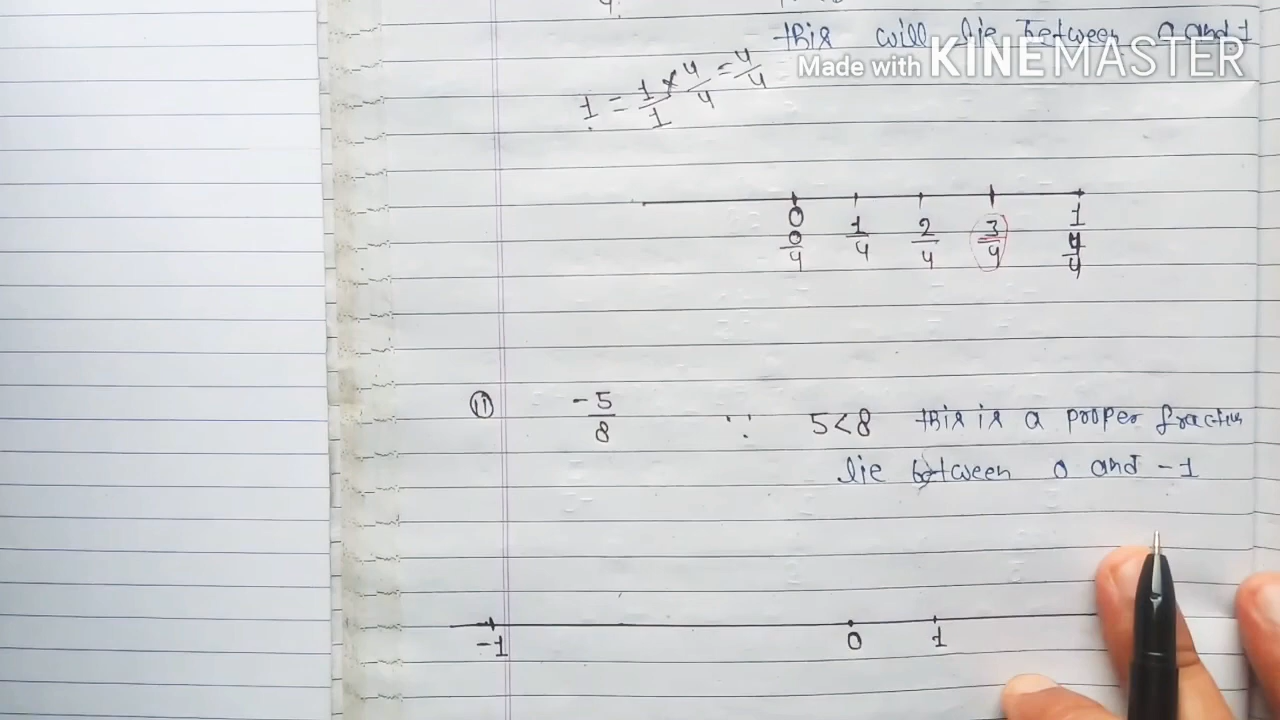 this will lie between 0 and 1
Made with KINEMASTER
1 = 1/1 × 4/4 = 4/4
0 1
0/4 1/4 2/4 3/4 4/4
(11) -5/8 ∵ 5<8 this is a proper fraction
lie between 0 and -1
-1 0 1